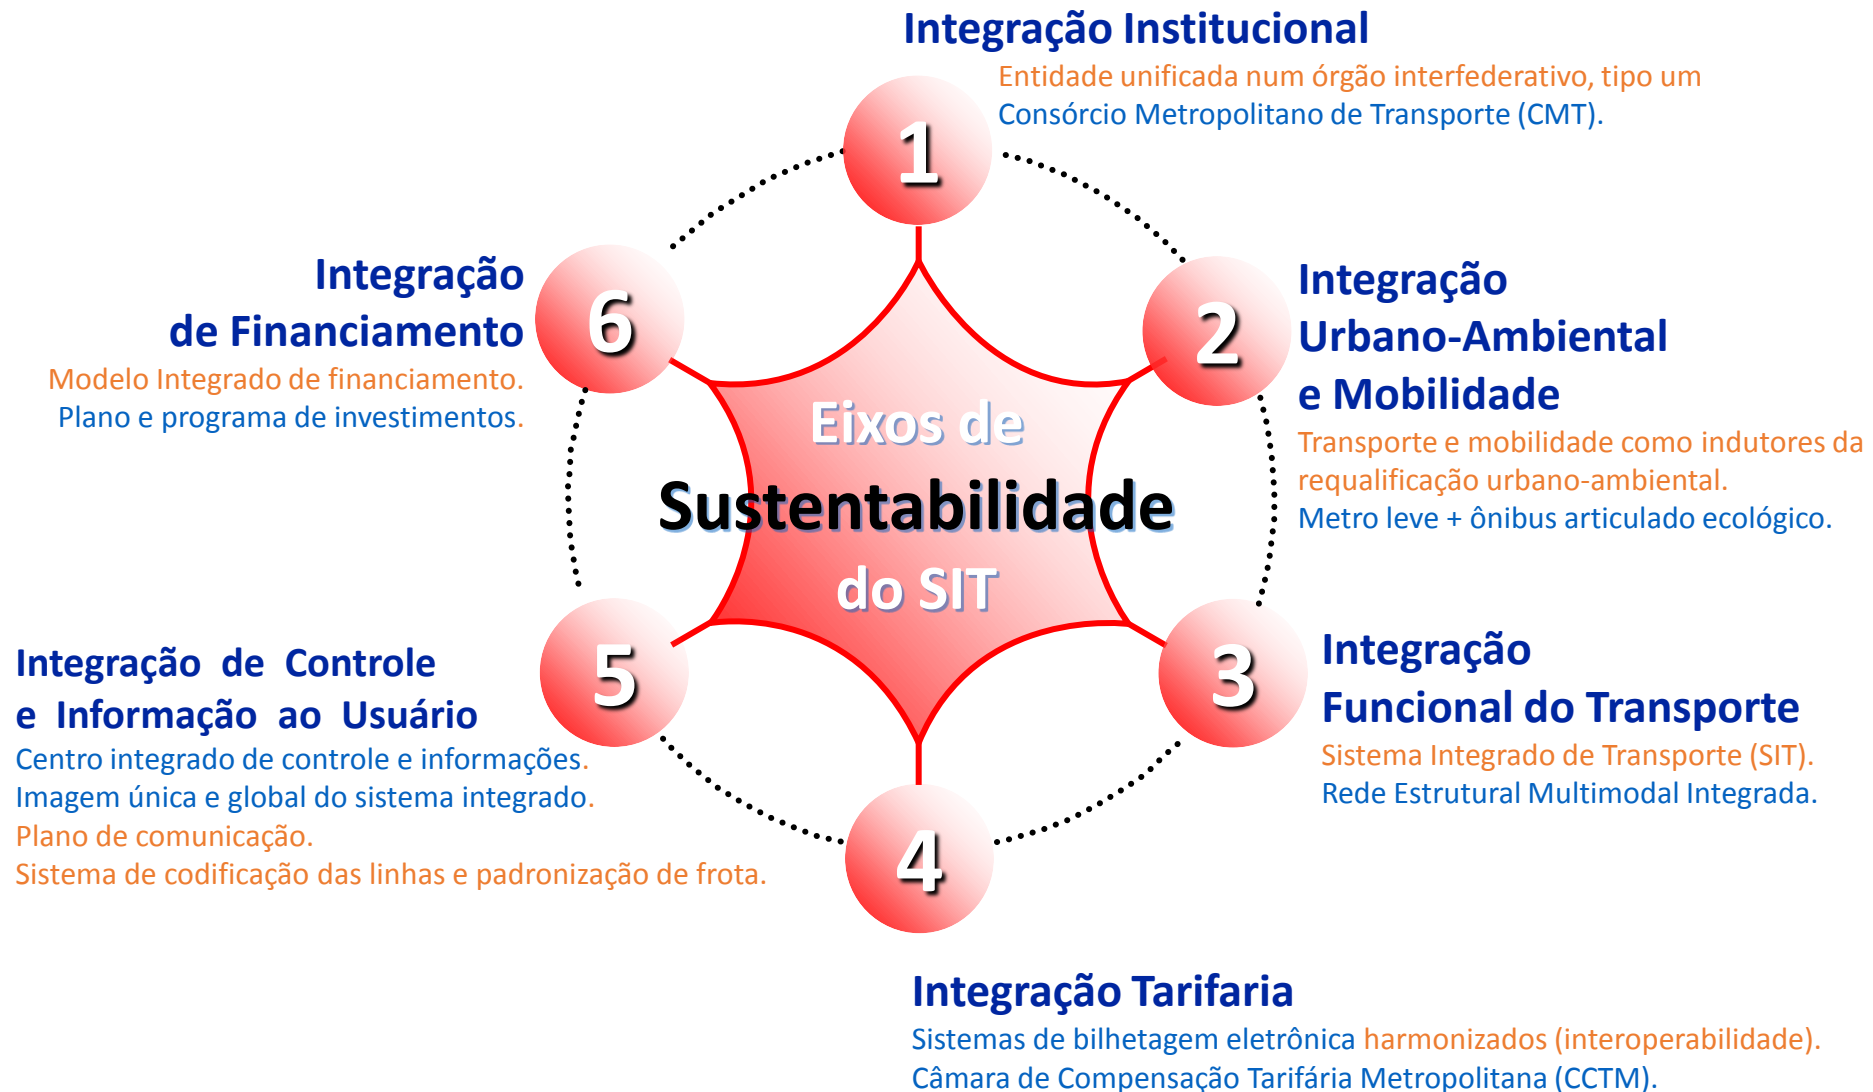 Integração Institucional
Entidade unificada num órgão interfederativo, tipo um
Consórcio Metropolitano de Transporte (CMT).
1
2
Integração
Urbano-Ambiental
e Mobilidade
Transporte e mobilidade como indutores da
requalificação urbano-ambiental.
Metro leve + ônibus articulado ecológico.
3
Integração
Funcional do Transporte
Sistema Integrado de Transporte (SIT).
Rede Estrutural Multimodal Integrada.
4
Integração Tarifaria
Sistemas de bilhetagem eletrônica harmonizados (interoperabilidade).
Câmara de Compensação Tarifária Metropolitana (CCTM).
5
Integração de Controle
e Informação ao Usuário
Centro integrado de controle e informações.
Imagem única e global do sistema integrado.
Plano de comunicação.
Sistema de codificação das linhas e padronização de frota.
6
Integração
de Financiamento
Modelo Integrado de financiamento.
Plano e programa de investimentos.
Eixos de
Sustentabilidade
do SIT